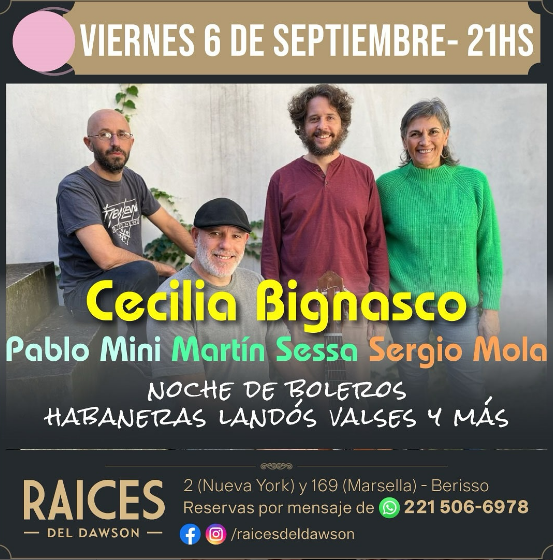 VIERNES 6 DE SEPTIEMBRE- 21HS
Cecilia Bignasco
Pablo Mini Martín Sessa Sergio Mola
NOCHE DE BOLEROS
HABANERAS LANDÓS VALSES Y MÁS
RAICES
DEL DAWSON
2 (Nueva York) y 169 (Marsella) - Berisso
Reservas por mensaje de 221 506-6978
/raicesdeldawson